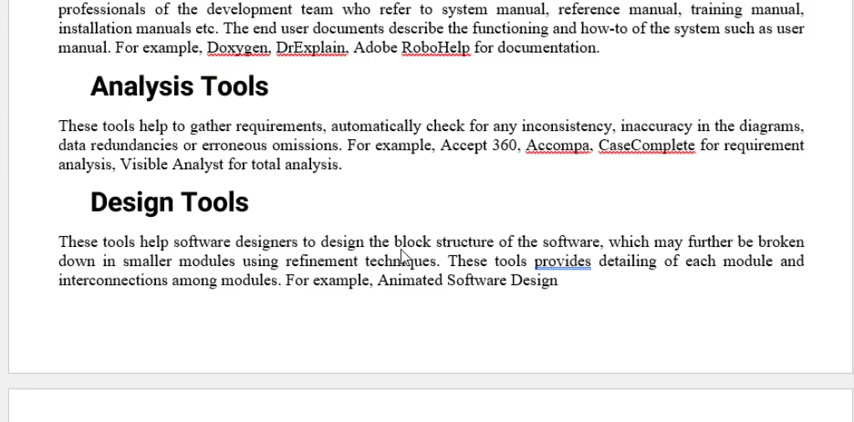 professionals of the development team who refer to system manual, reference manual, training manual,
installation manuals etc. The end user documents describe the functioning and how-to of the system such as user
manual. For example, Doxygen, DrExplain, Adobe RoboHelp for documentation.
Analysis Tools
These tools help to gather requirements, automatically check for any inconsistency, inaccuracy in the diagrams,
data redundancies or erroneous omissions. For example, Accept 360, Accompa, CaseComplete for requirement
analysis, Visible Analyst for total analysis.
Design Tools
These tools help software designers to design the block structure of the software, which may further be broken
down in smaller modules using refinement techniques. These tools provides detailing of each module and
interconnections among modules. For example, Animated Software Design